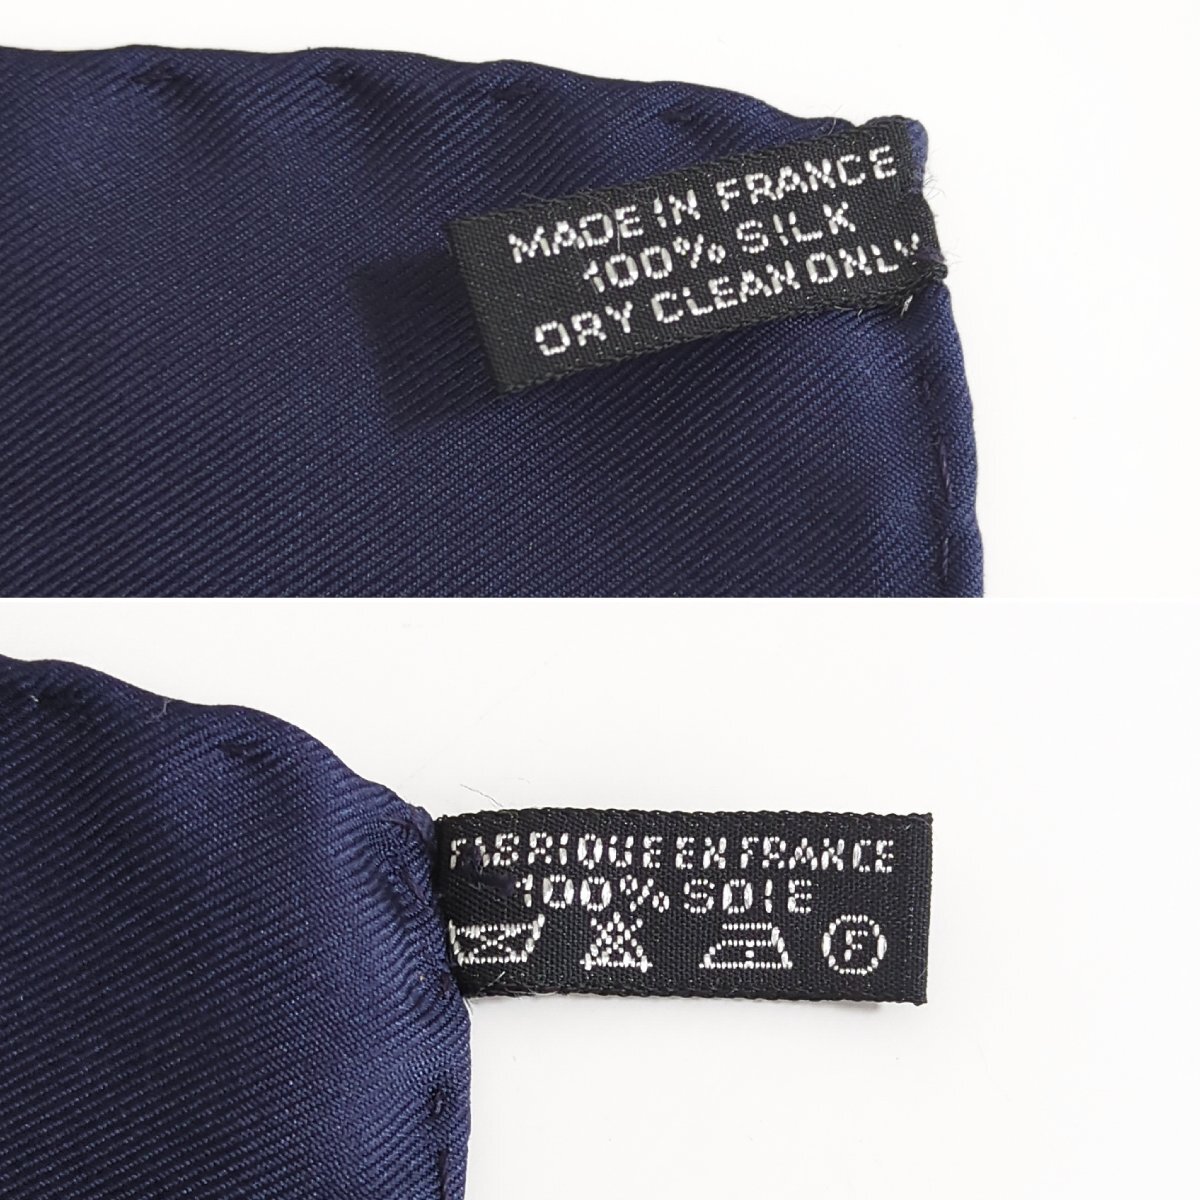 MADE IN FRANCE
100% SILK
DRY CLEAN ONLY
FABRIQUE EN FRANCE
100% SOIE
F